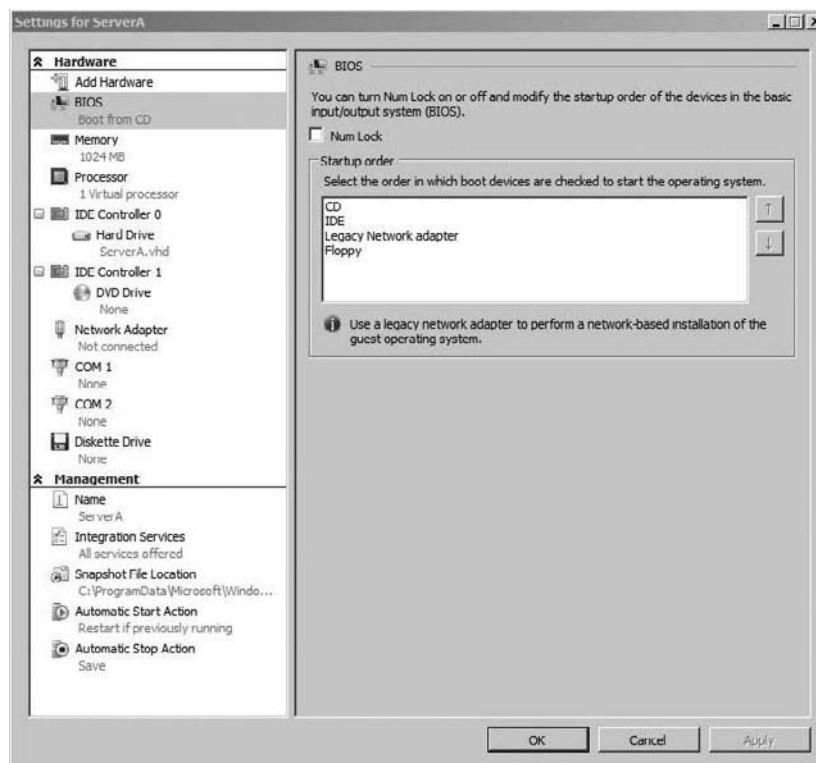 Settings for ServerA
Hardware
Add Hardware
BIOS
Boot from CD
Memory
1024 MB
Processor
1 Virtual processor
IDE Controller 0
Hard Drive
ServerA.vhd
IDE Controller 1
DVD Drive
None
Network Adapter
Not connected
COM 1
None
COM 2
None
Diskette Drive
None
Management
Name
ServerA
Integration Services
All services offered
Snapshot File Location
C:\ProgramData\Microsoft\Windo...
Automatic Start Action
Restart if previously running
Automatic Stop Action
Save
BIOS
You can turn Num Lock on or off and modify the startup order of the devices in the basic
input/output system (BIOS).
Num Lock
Startup order
Select the order in which boot devices are checked to start the operating system.
CD
IDE
Legacy Network adapter
Floppy
Use a legacy network adapter to perform a network-based installation of the
guest operating system.
OK
Cancel
Apply